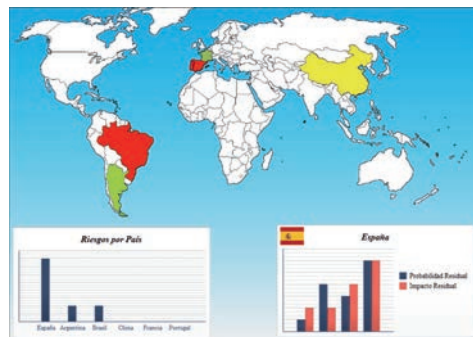 Riesgos por País
España Argentina Brasil China Francia Portugal
España
Probabilidad Residual
Impacto Residual